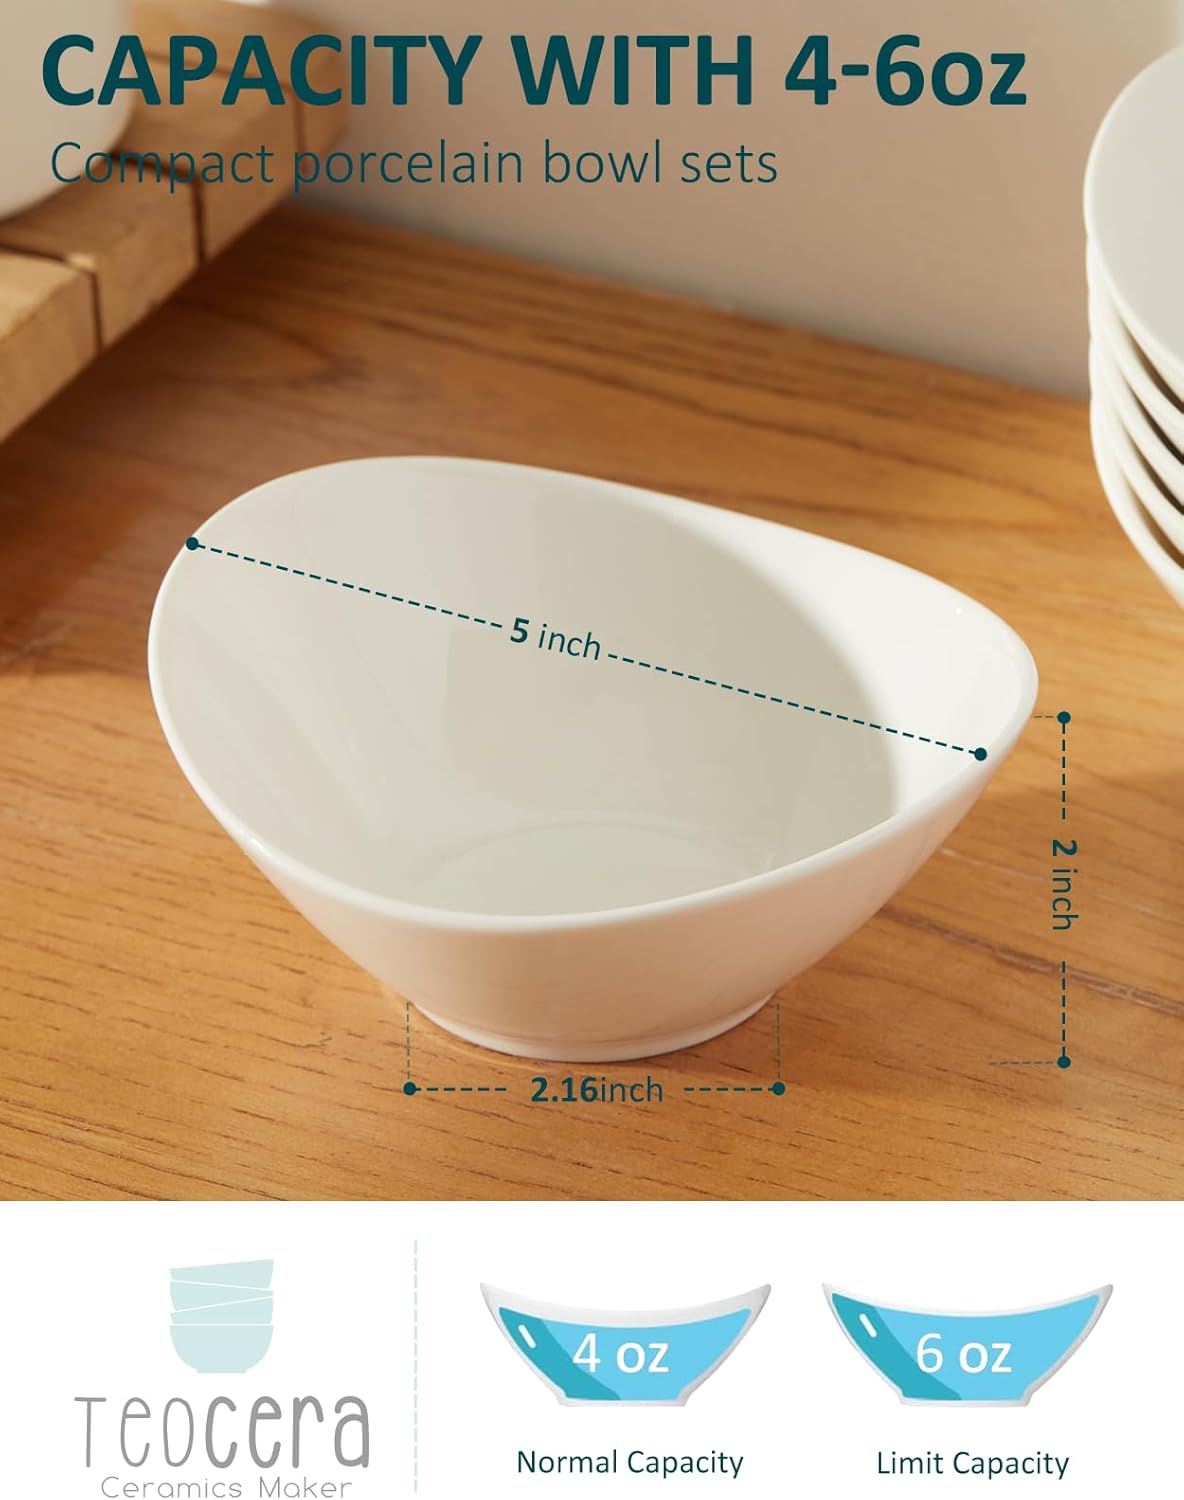 CAPACITY WITH 4-6oz
Compact porcelain bowl sets
5 inch
2 inch
2.16inch
4 oz
6 oz
Normal Capacity
Limit Capacity
Teocera
Ceramics Maker